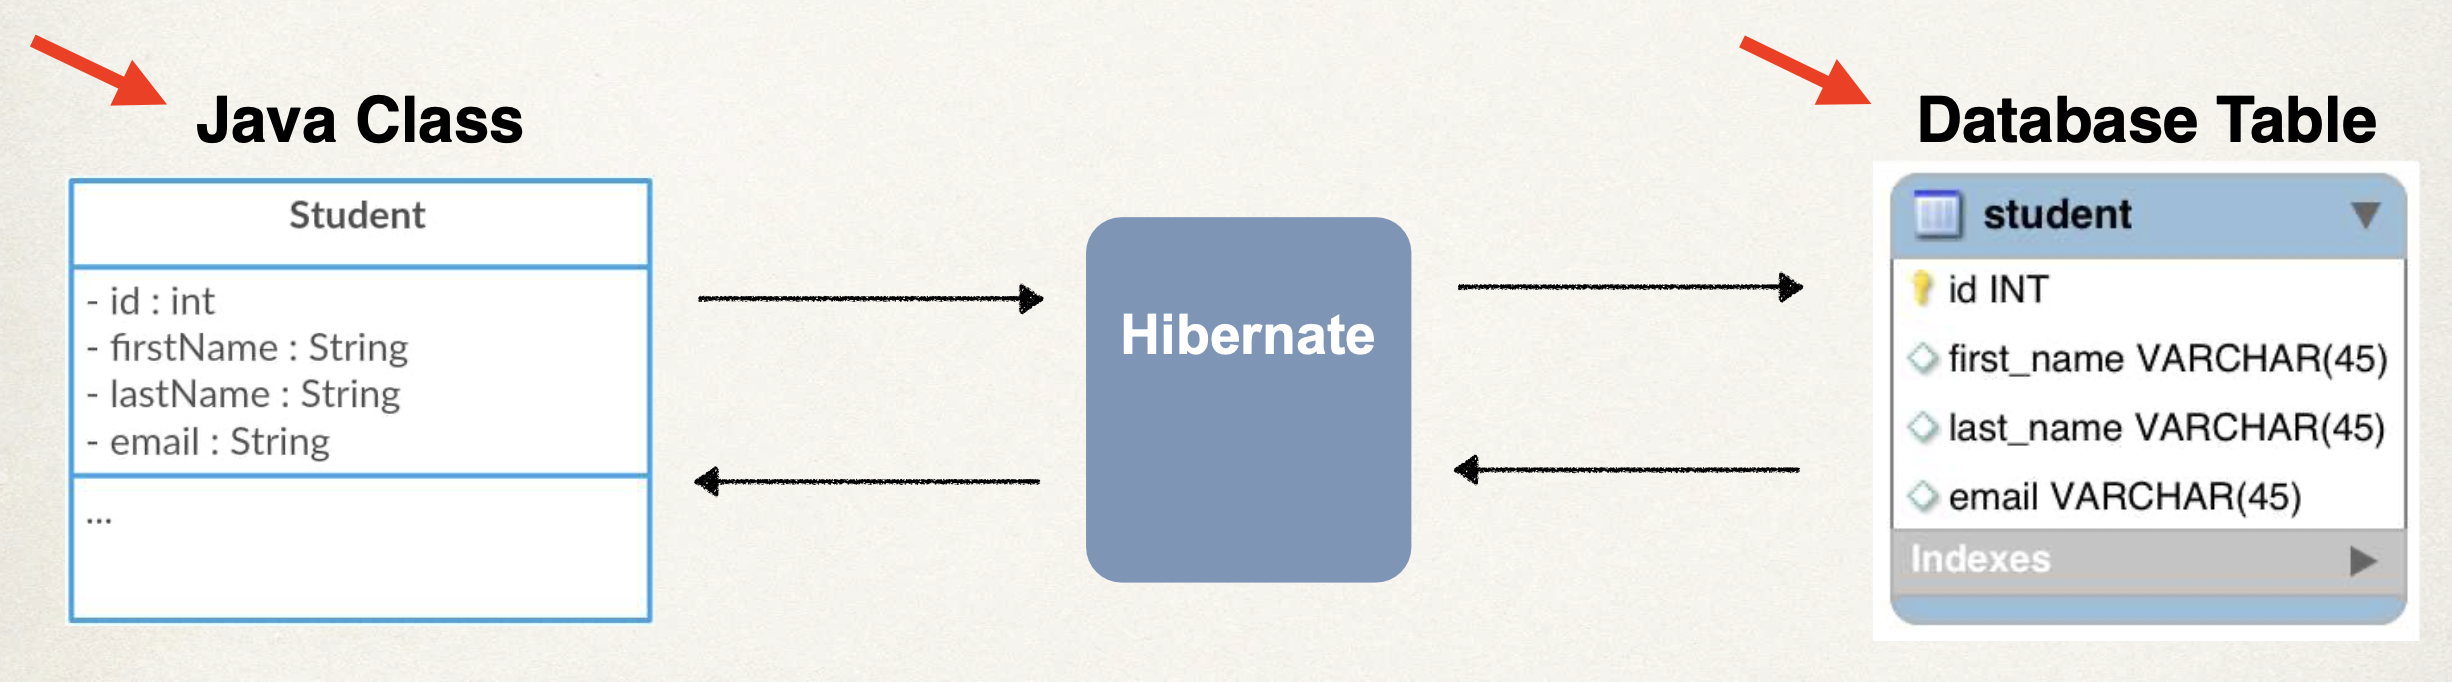 Java Class
Student
- id : int
- firstName : String
- lastName : String
- email : String
...
Hibernate
Database Table
student
id INT
first_name VARCHAR(45)
last_name VARCHAR(45)
email VARCHAR(45)
Indexes